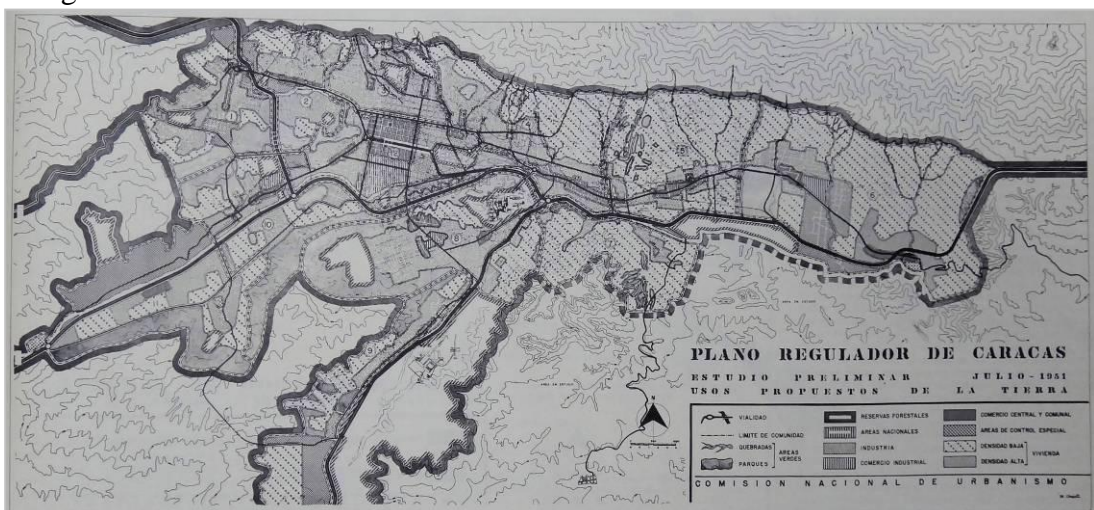 PLANO REGULADOR DE CARACAS
ESTUDIO PRELIMINAR JULIO-1951
USOS PROPUESTOS DE LA TIERRA
VIALIDAD
LIMITE DE COMUNIDAD
QUEBRADAS
PARQUES
AREAS VERDES
RESERVAS FORESTALES
AREAS NACIONALES
INDUSTRIA
COMERCIO INDUSTRIAL
COMERCIO CENTRAL Y COMUNAL
AREAS DE CONTROL ESPECIAL
DENSIDAD BAJA
DENSIDAD ALTA
VIVIENDA
COMISION NACIONAL DE URBANISMO
N